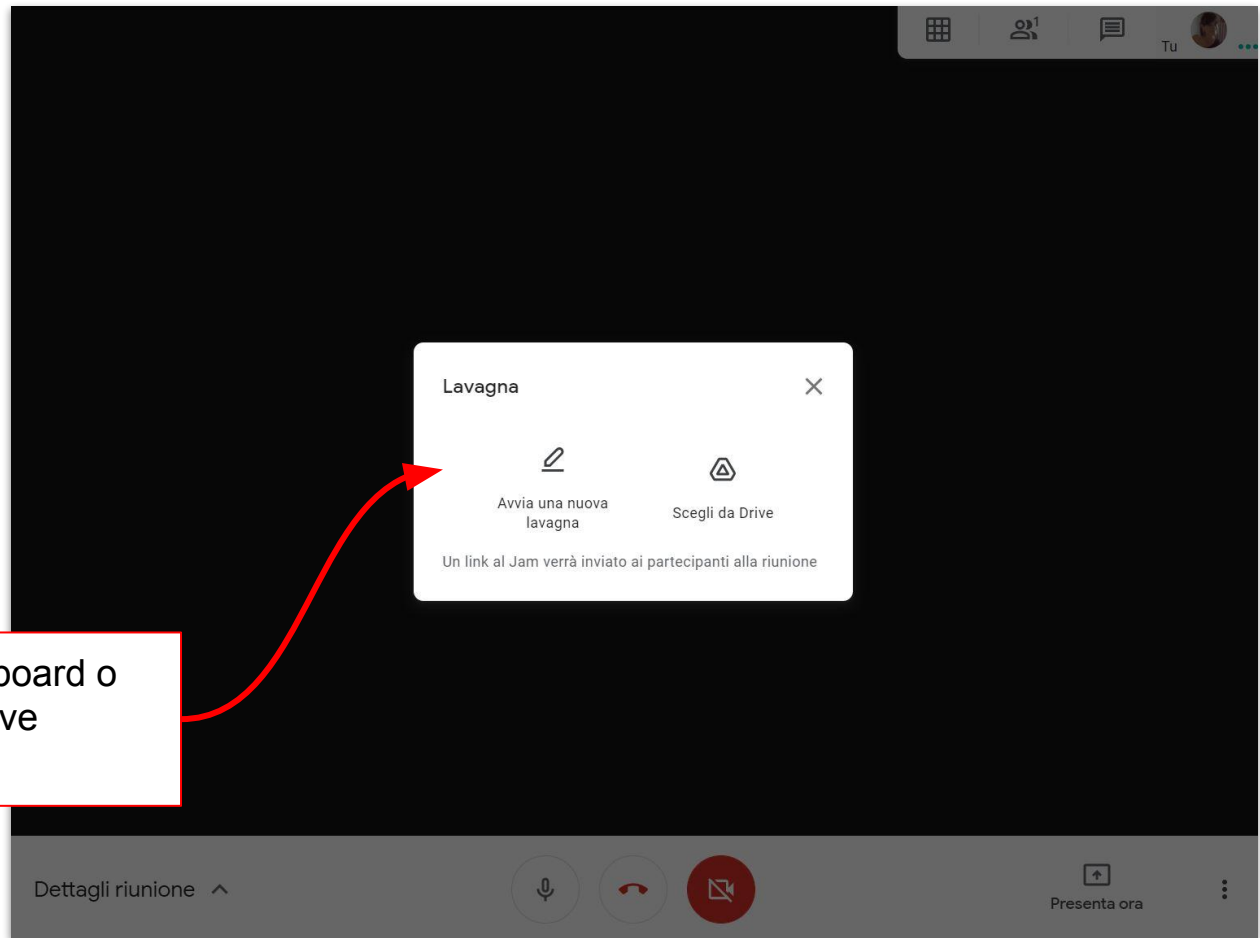 1
Tu
Lavagna
Avvia una nuova
lavagna
Scegli da Drive
Un link al Jam verrà inviato ai partecipanti alla riunione
board o
ve
Dettagli riunione
Presenta ora